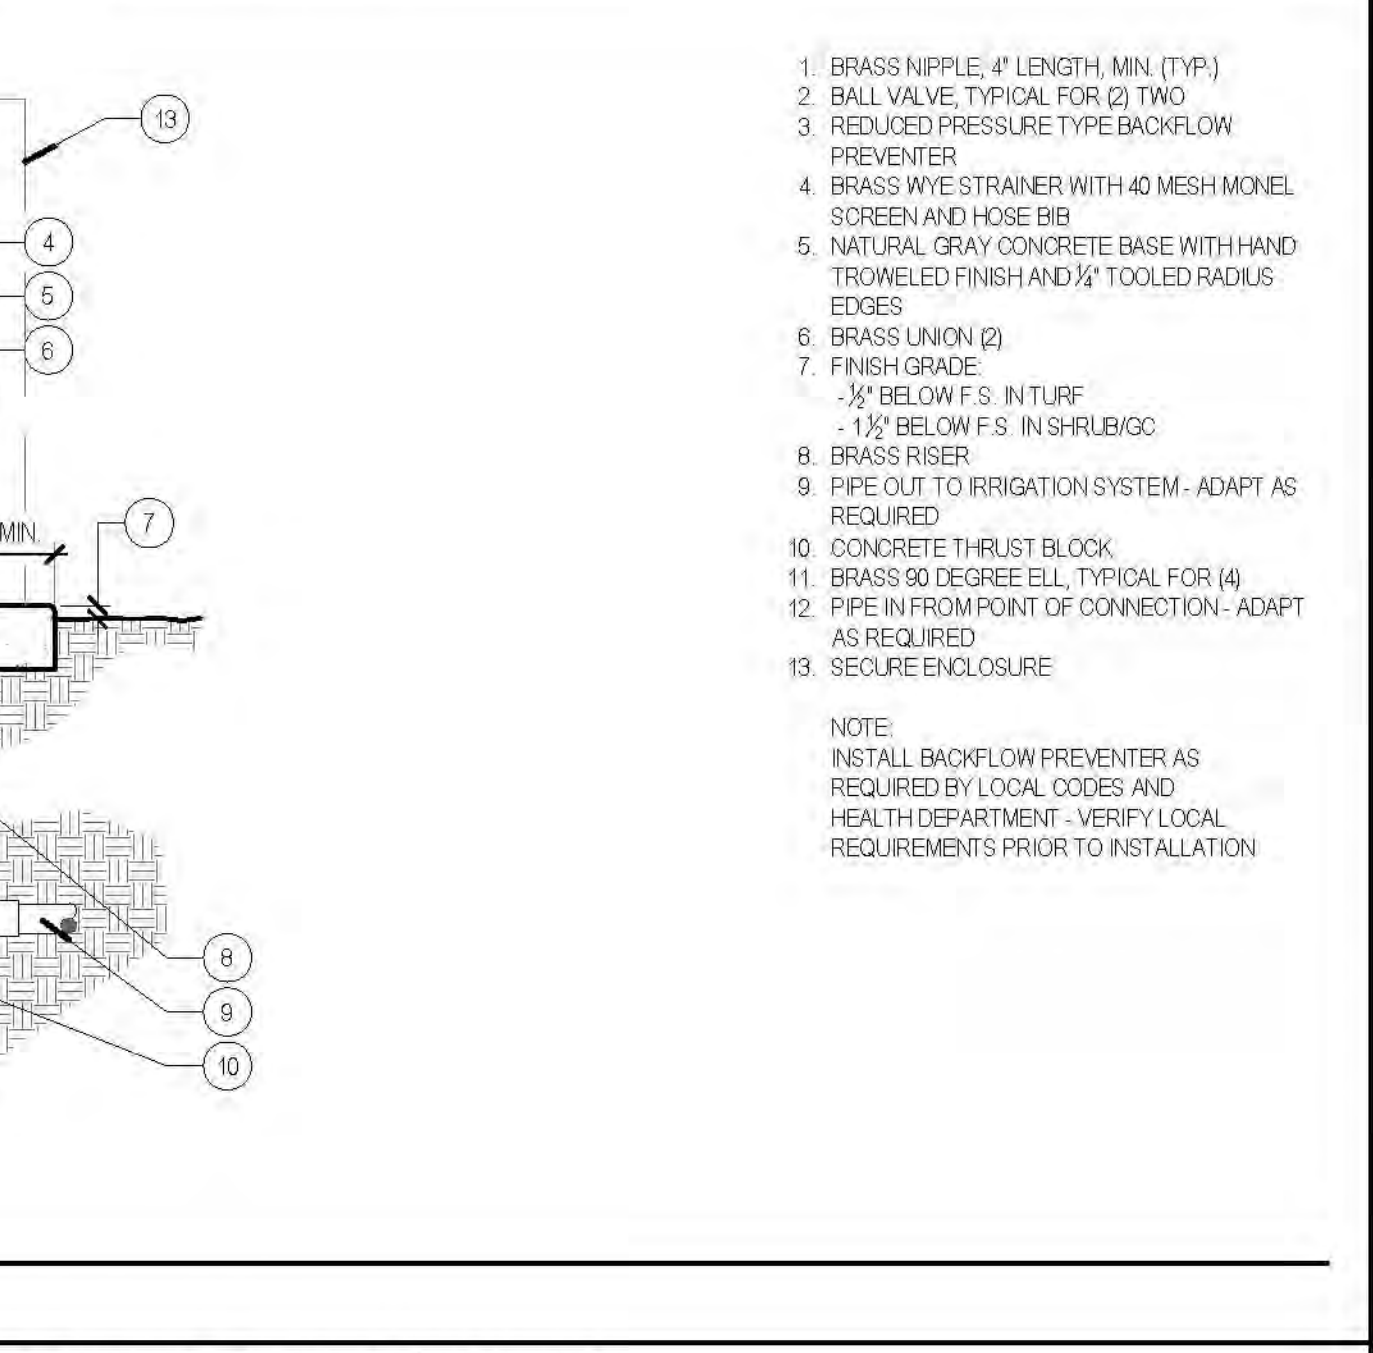 13
4
5
6
MIN.
7
8
9
10
1. BRASS NIPPLE, 4" LENGTH, MIN. (TYP.)
2. BALL VALVE, TYPICAL FOR (2) TWO
3. REDUCED PRESSURE TYPE BACKFLOW
PREVENTER
4. BRASS WYE STRAINER WITH 40 MESH MONEL
SCREEN AND HOSE BIB
5. NATURAL GRAY CONCRETE BASE WITH HAND
TROWELED FINISH AND ¼" TOOLED RADIUS
EDGES
6. BRASS UNION (2)
7. FINISH GRADE:
- ½" BELOW F.S. IN TURF
- 1 ½" BELOW F.S. IN SHRUB/GC
8. BRASS RISER
9. PIPE OUT TO IRRIGATION SYSTEM - ADAPT AS
REQUIRED
10. CONCRETE THRUST BLOCK
11. BRASS 90 DEGREE ELL, TYPICAL FOR (4)
12. PIPE IN FROM POINT OF CONNECTION - ADAPT
AS REQUIRED
13. SECURE ENCLOSURE
NOTE:
INSTALL BACKFLOW PREVENTER AS
REQUIRED BY LOCAL CODES AND
HEALTH DEPARTMENT - VERIFY LOCAL
REQUIREMENTS PRIOR TO INSTALLATION